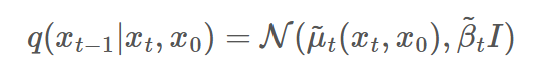 q(x_{t-1}|x_t, x_0) = \mathcal{N}(\tilde{\mu}_t(x_t, x_0), \tilde{\beta}_t I)